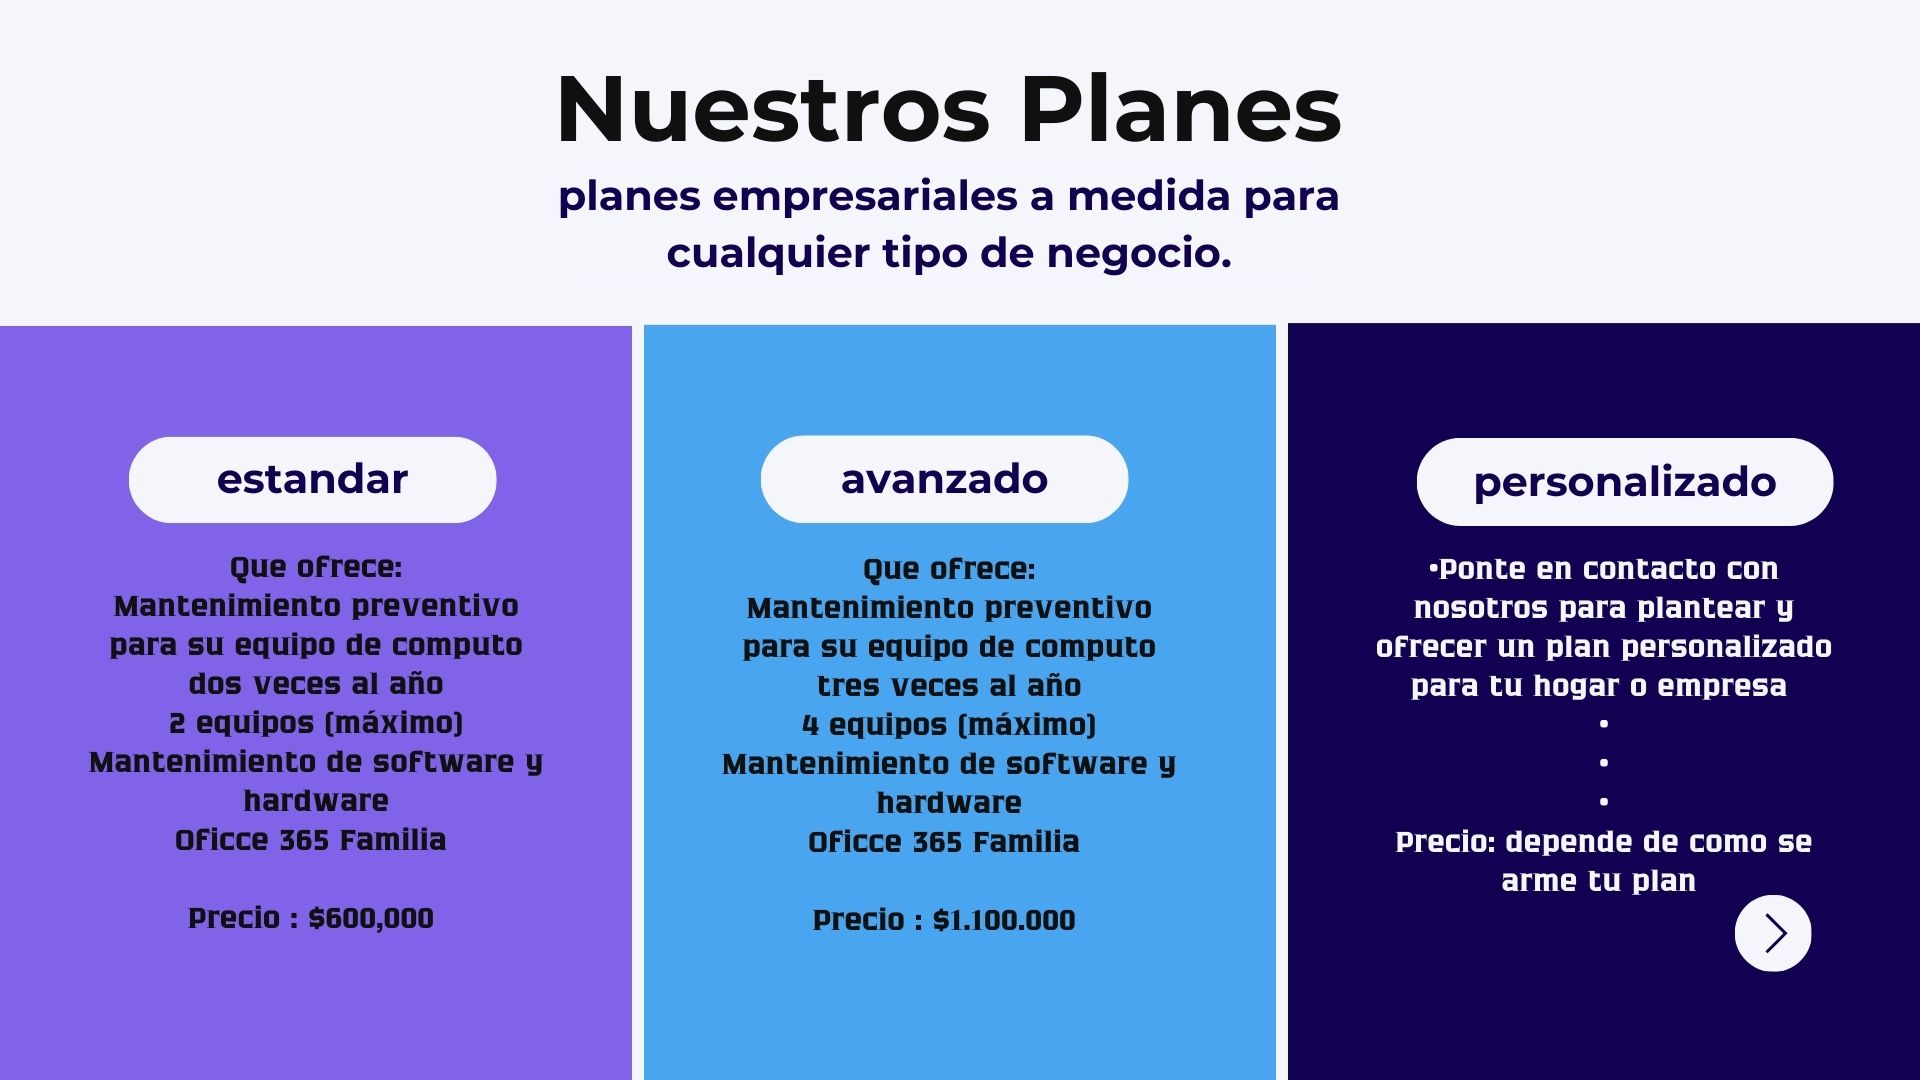 Nuestros Planes
planes empresariales a medida para
cualquier tipo de negocio.
estandar
Que ofrece:
Mantenimiento preventivo
para su equipo de computo
dos veces al año
2 equipos (máximo)
Mantenimiento de software y
hardware
Oficce 365 Familia
Precio : $600,000
avanzado
Que ofrece:
Mantenimiento preventivo
para su equipo de computo
tres veces al año
4 equipos (máximo)
Mantenimiento de software y
hardware
Oficce 365 Familia
Precio : $1.100.000
personalizado
•Ponte en contacto con
nosotros para plantear y
ofrecer un plan personalizado
para tu hogar o empresa
•
•
•
Precio: depende de como se
arme tu plan